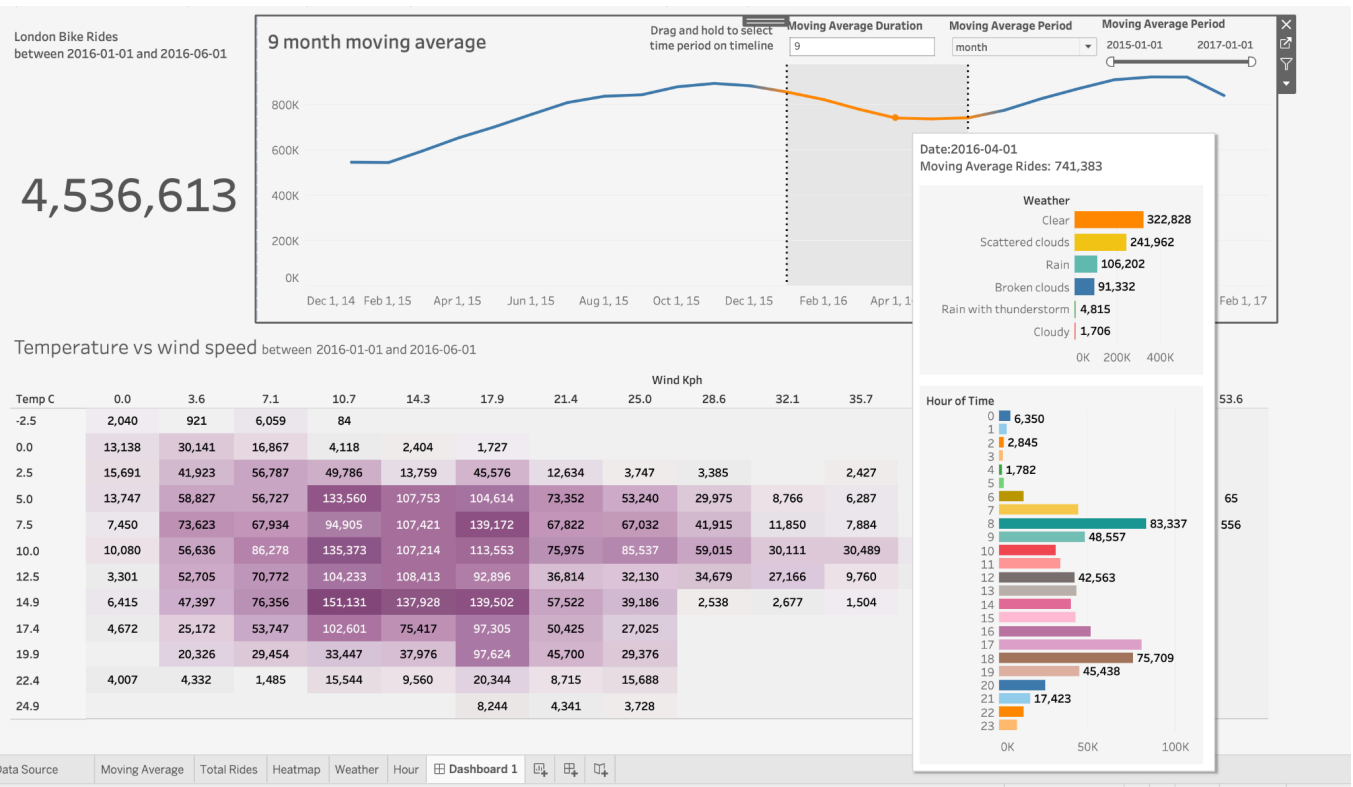 London Bike Rides
between 2016-01-01 and 2016-06-01
4,536,613
9 month moving average
Drag and hold to select
time period on timeline
Moving Average Duration
9
Moving Average Period
month
Moving Average Period
2015-01-01 2017-01-01
800K
600K
400K
200K
0K
Dec 1, 14 Feb 1, 15 Apr 1, 15 Jun 1, 15 Aug 1, 15 Oct 1, 15 Dec 1, 15 Feb 1, 16 Apr 1, 1 Feb 1, 17
Date:2016-04-01
Moving Average Rides: 741,383
Weather
Clear 322,828
Scattered clouds 241,962
Rain 106,202
Broken clouds 91,332
Rain with thunderstorm 4,815
Cloudy 1,706
0K 200K 400K
Hour of Time
0 6,350
1
2 2,845
3
4 1,782
5
6
7
8 83,337
9 48,557
10
11
12 42,563
13
14
15
16
17
18 75,709
19 45,438
20
21 17,423
22
23
0K 50K 100K
Temperature vs wind speed between 2016-01-01 and 2016-06-01
Wind Kph
Temp C 0.0 3.6 7.1 10.7 14.3 17.9 21.4 25.0 28.6 32.1 35.7 53.6
-2.5 2,040 921 6,059 84
0.0 13,138 30,141 16,867 4,118 2,404 1,727
2.5 15,691 41,923 56,787 49,786 13,759 45,576 12,634 3,747 3,385 2,427
5.0 13,747 58,827 56,727 133,560 107,753 104,614 73,352 53,240 29,975 8,766 6,287 65
7.5 7,450 73,623 67,934 94,905 107,421 139,172 67,822 67,032 41,915 11,850 7,884 556
10.0 10,080 56,636 86,278 135,373 107,214 113,553 75,975 85,537 59,015 30,111 30,489
12.5 3,301 52,705 70,772 104,233 108,413 92,896 36,814 32,130 34,679 27,166 9,760
14.9 6,415 47,397 76,356 151,131 137,928 139,502 57,522 39,186 2,538 2,677 1,504
17.4 4,672 25,172 53,747 102,601 75,417 97,305 50,425 27,025
19.9 20,326 29,454 33,447 37,976 97,624 45,700 29,376
22.4 4,007 4,332 1,485 15,544 9,560 20,344 8,715 15,688
24.9 8,244 4,341 3,728
ata Source Moving Average Total Rides Heatmap Weather Hour Dashboard 1